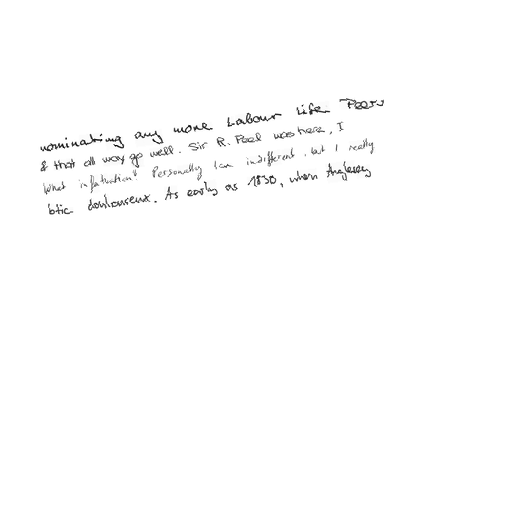 nominating any more Labour Life Peers
& that all may go well. Sir R. Peel was here, I
What infatuation! Personally I am indifferent, but I really
btic douloureux. As early as 1830, when Anglesey